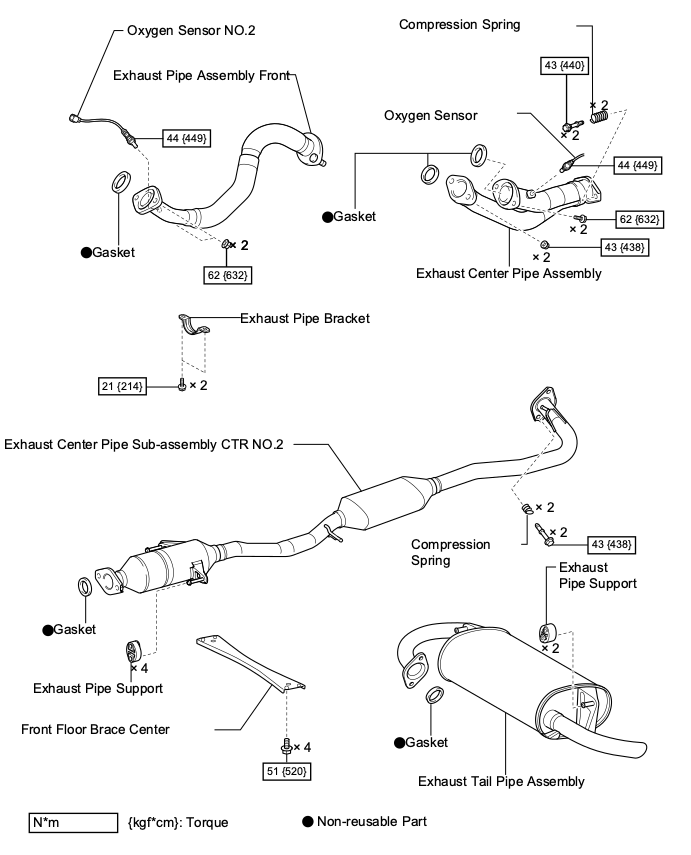 Oxygen Sensor NO.2
Compression Spring
43 {440}
Exhaust Pipe Assembly Front
× 2
Oxygen Sensor
× 2
44 {449}
44 {449}
Gasket
62 {632}
× 2
× 2
43 {438}
Gasket
× 2
62 {632}
Exhaust Center Pipe Assembly
Exhaust Pipe Bracket
21 {214}
× 2
Exhaust Center Pipe Sub-assembly CTR NO.2
× 2
× 2
Compression
Spring
43 {438}
Exhaust
Pipe Support
Gasket
× 2
× 4
Exhaust Pipe Support
Front Floor Brace Center
Gasket
× 4
51 {520}
Exhaust Tail Pipe Assembly
N*m
{kgf*cm}: Torque
Non-reusable Part